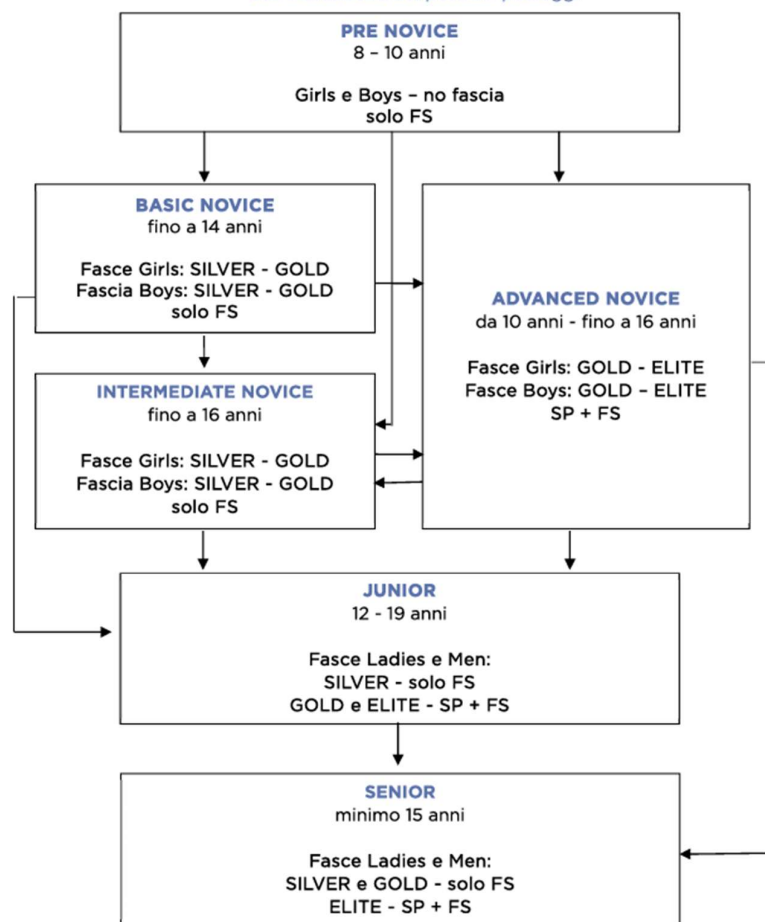 PRE NOVICE
8 – 10 anni
Girls e Boys – no fascia
solo FS
BASIC NOVICE
fino a 14 anni
Fasce Girls: SILVER - GOLD
Fascia Boys: SILVER - GOLD
solo FS
ADVANCED NOVICE
da 10 anni - fino a 16 anni
Fasce Girls: GOLD - ELITE
Fasce Boys: GOLD – ELITE
SP + FS
INTERMEDIATE NOVICE
fino a 16 anni
Fasce Girls: SILVER - GOLD
Fascia Boys: SILVER - GOLD
solo FS
JUNIOR
12 - 19 anni
Fasce Ladies e Men:
SILVER - solo FS
GOLD e ELITE - SP + FS
SENIOR
minimo 15 anni
Fasce Ladies e Men:
SILVER e GOLD - solo FS
ELITE - SP + FS